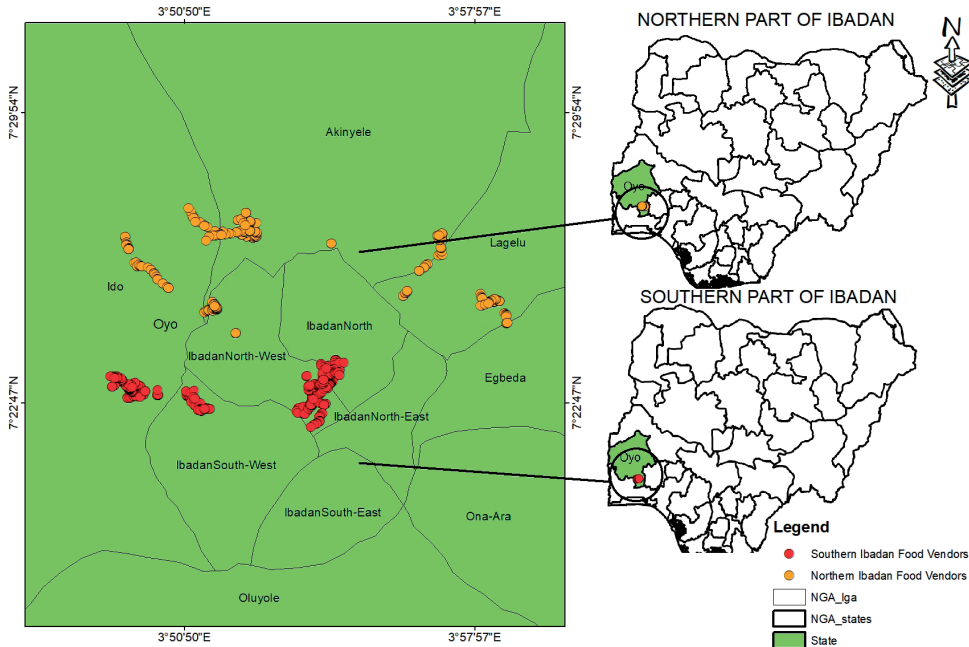 3°50'50"E
3°57'57"E
NORTHERN PART OF IBADAN
N
7°29'54"N
7°29'54"N
Akinyele
Oyo
Lagelu
Ido
SOUTHERN PART OF IBADAN
Oyo
IbadanNorth
IbadanNorth-West
Egbeda
7°22'47"N
7°22'47"N
IbadanNorth-East
Oyo
IbadanSouth-West
IbadanSouth-East
Ona-Ara
Legend
Southern Ibadan Food Vendors
Northern Ibadan Food Vendors
NGA_lga
NGA_states
State
Oluyole
3°50'50"E
3°57'57"E